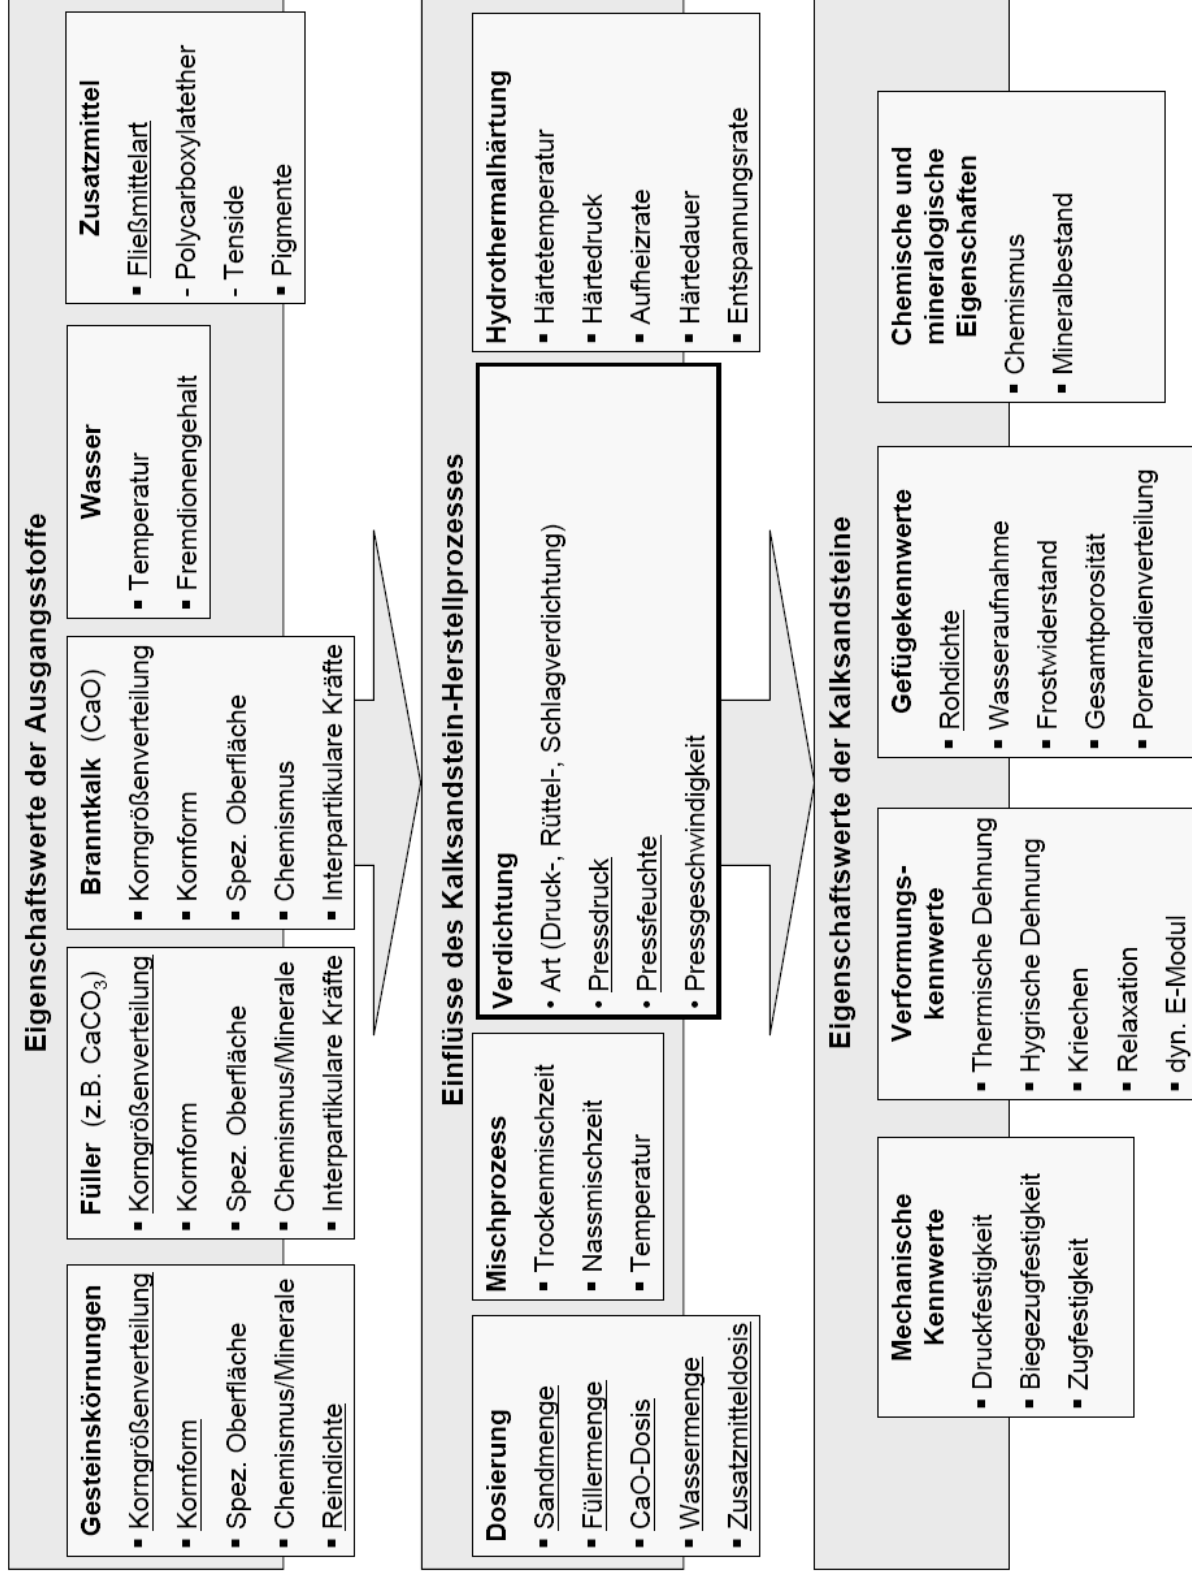 Eigenschaftswerte der Ausgangsstoffe
Gesteinskörnungen
▪ Korngrößenverteilung
▪ Kornform
▪ Spez. Oberfläche
▪ Chemismus/Minerale
▪ Reindichte
Füller (z.B. CaCO₃)
▪ Korngrößenverteilung
▪ Kornform
▪ Spez. Oberfläche
▪ Chemismus/Minerale
▪ Interpartikulare Kräfte
Branntkalk (CaO)
▪ Korngrößenverteilung
▪ Kornform
▪ Spez. Oberfläche
▪ Chemismus
▪ Interpartikulare Kräfte
Wasser
▪ Temperatur
▪ Fremdionengehalt
Zusatzmittel
▪ Fließmittelart
- Polycarboxylatether
- Tenside
▪ Pigmente
Einflüsse des Kalksandstein-Herstellprozesses
Dosierung
▪ Sandmenge
▪ Füllermenge
▪ CaO-Dosis
▪ Wassermenge
▪ Zusatzmitteldosis
Mischprozess
▪ Trockenmischzeit
▪ Nassmischzeit
▪ Temperatur
Verdichtung
• Art (Druck-, Rüttel-, Schlagverdichtung)
• Pressdruck
• Pressfeuchte
• Pressgeschwindigkeit
Hydrothermalhärtung
▪ Härtetemperatur
▪ Härtedruck
▪ Aufheizrate
▪ Härtedauer
▪ Entspannungsrate
Eigenschaftswerte der Kalksandsteine
Mechanische
Kennwerte
▪ Druckfestigkeit
▪ Biegezugfestigkeit
▪ Zugfestigkeit
Verformungs-
kennwerte
▪ Thermische Dehnung
▪ Hygrische Dehnung
▪ Kriechen
▪ Relaxation
▪ dyn. E-Modul
Gefügekennwerte
▪ Rohdichte
▪ Wasseraufnahme
▪ Frostwiderstand
▪ Gesamtporosität
▪ Porenradienverteilung
Chemische und
mineralogische
Eigenschaften
▪ Chemismus
▪ Mineralbestand